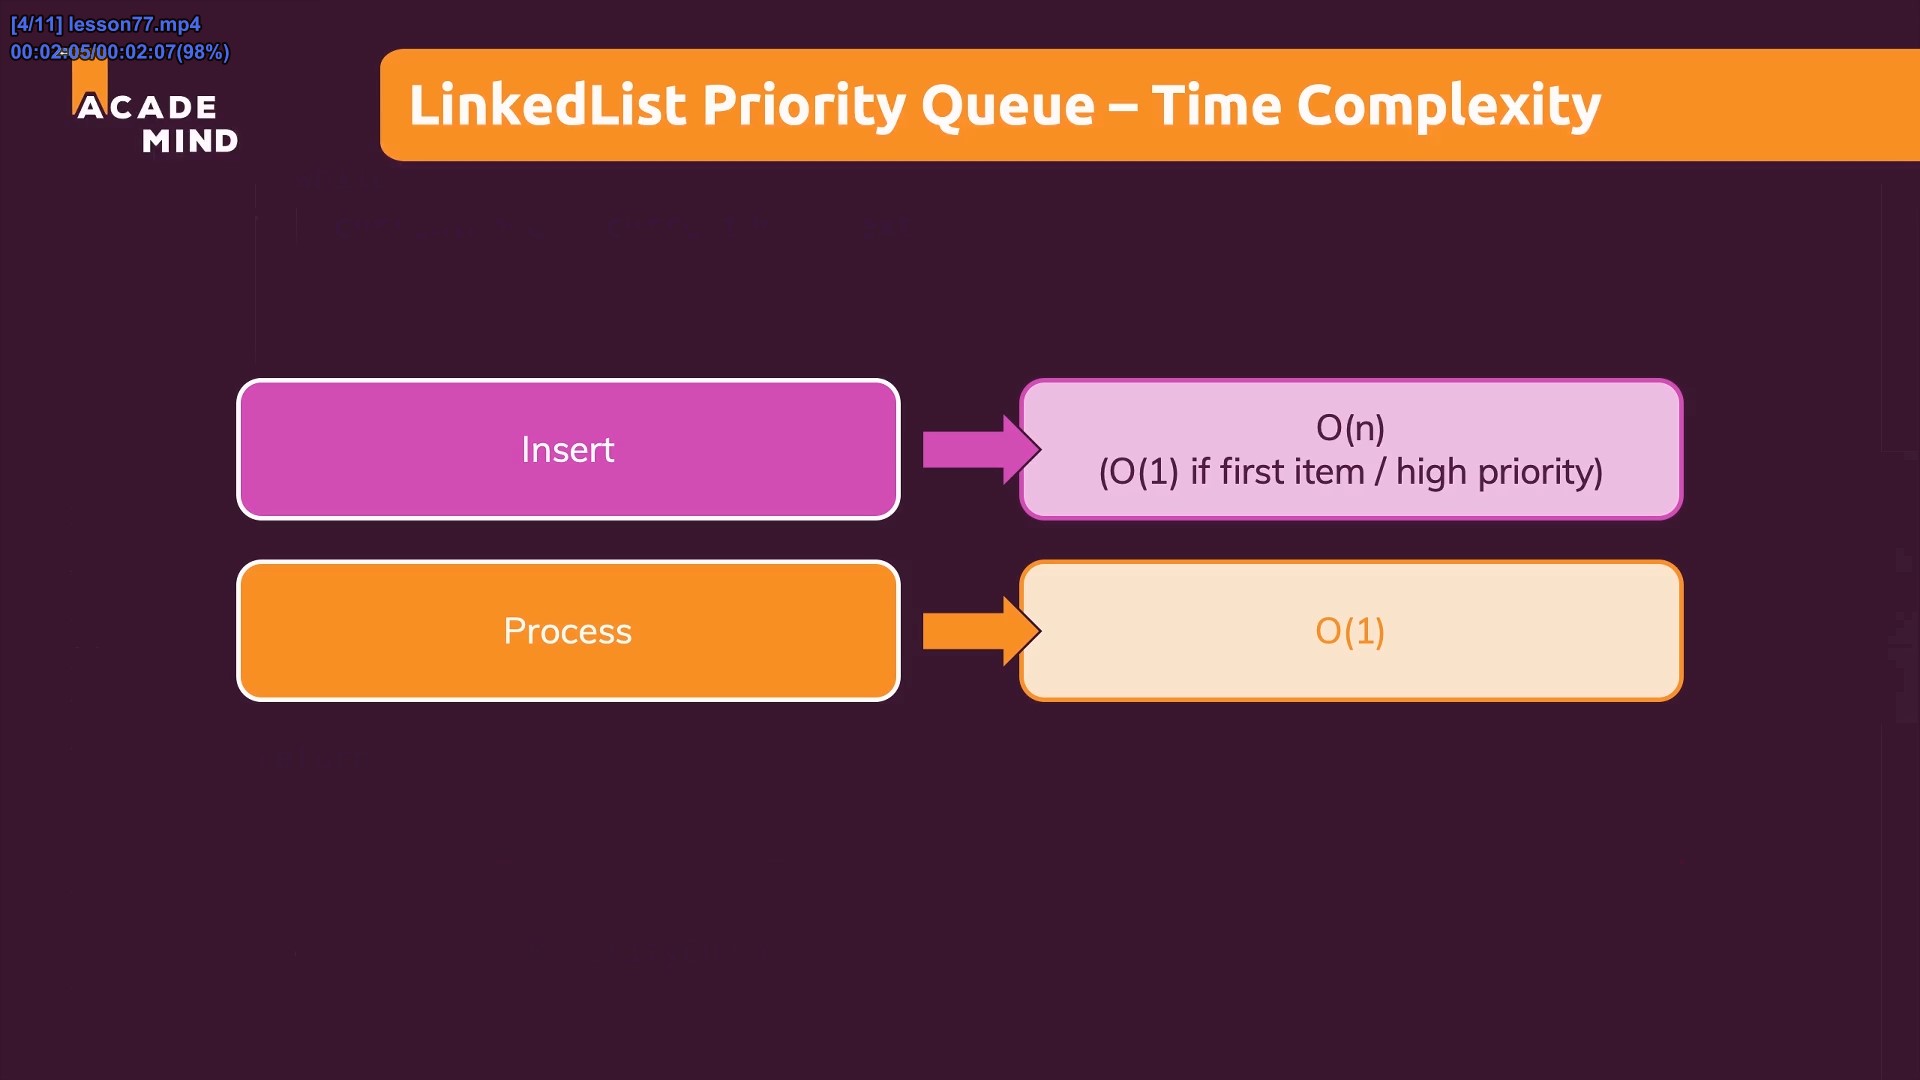 [4/11] lesson77.mp4
00:02:05/00:02:07(98%)
ACADE
MIND
LinkedList Priority Queue – Time Complexity
Insert
O(n)
(O(1) if first item / high priority)
Process
O(1)